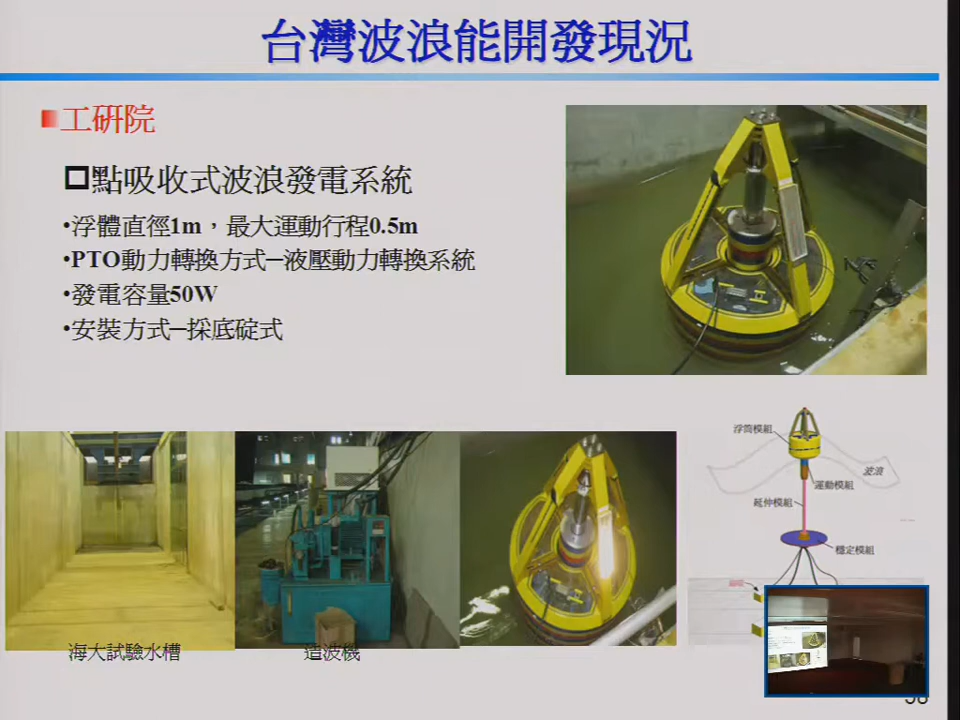 台灣波浪能開發現況
工研院
點吸收式波浪發電系統
•浮體直徑1m，最大運動行程0.5m
•PTO動力轉換方式─液壓動力轉換系統
•發電容量50W
•安裝方式─採底碇式
浮筒模組
波浪
運動模組
延伸模組
穩定模組
海大試驗水槽
造波機